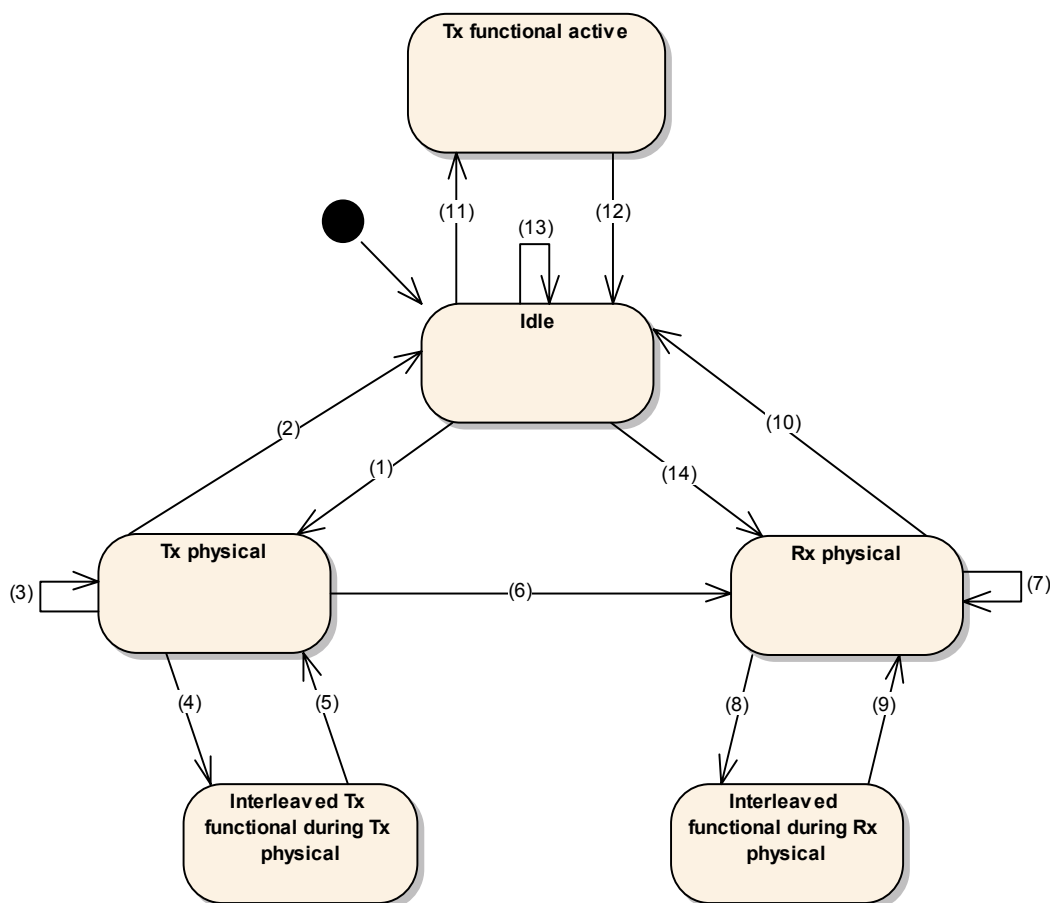 Tx functional active
(11)
(12)
(13)
Idle
(2)
(10)
(1)
(14)
Tx physical
Rx physical
(3)
(6)
(7)
(4)
(5)
(8)
(9)
Interleaved Tx
functional during Tx
physical
Interleaved
functional during Rx
physical